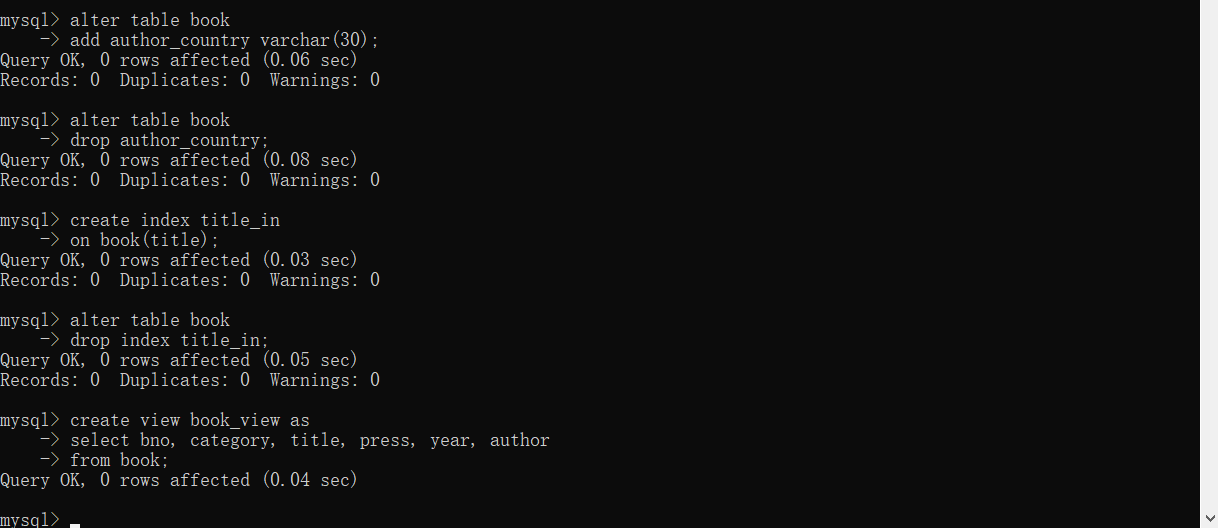 mysql> alter table book
    -> add author_country varchar(30);
Query OK, 0 rows affected (0.06 sec)
Records: 0  Duplicates: 0  Warnings: 0

mysql> alter table book
    -> drop author_country;
Query OK, 0 rows affected (0.08 sec)
Records: 0  Duplicates: 0  Warnings: 0

mysql> create index title_in
    -> on book(title);
Query OK, 0 rows affected (0.03 sec)
Records: 0  Duplicates: 0  Warnings: 0

mysql> alter table book
    -> drop index title_in;
Query OK, 0 rows affected (0.05 sec)
Records: 0  Duplicates: 0  Warnings: 0

mysql> create view book_view as
    -> select bno, category, title, press, year, author
    -> from book;
Query OK, 0 rows affected (0.04 sec)

mysql>